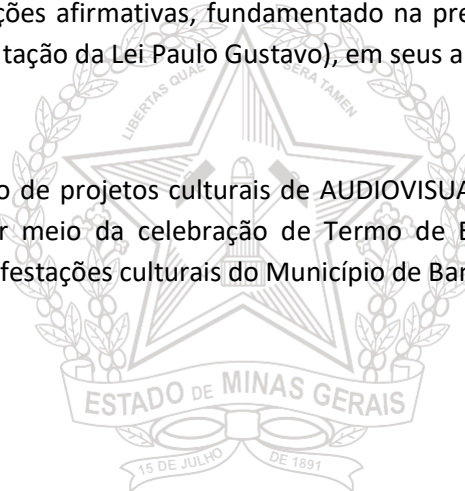 ções afirmativas, fundamentado na pre
tação da Lei Paulo Gustavo), em seus a
LIBERTAS QUAE SERA TAMEN
o de projetos culturais de AUDIOVISUA
r meio da celebração de Termo de E
festações culturais do Município de Bar
ESTADO DE MINAS GERAIS
15 DE JULHO DE 1891